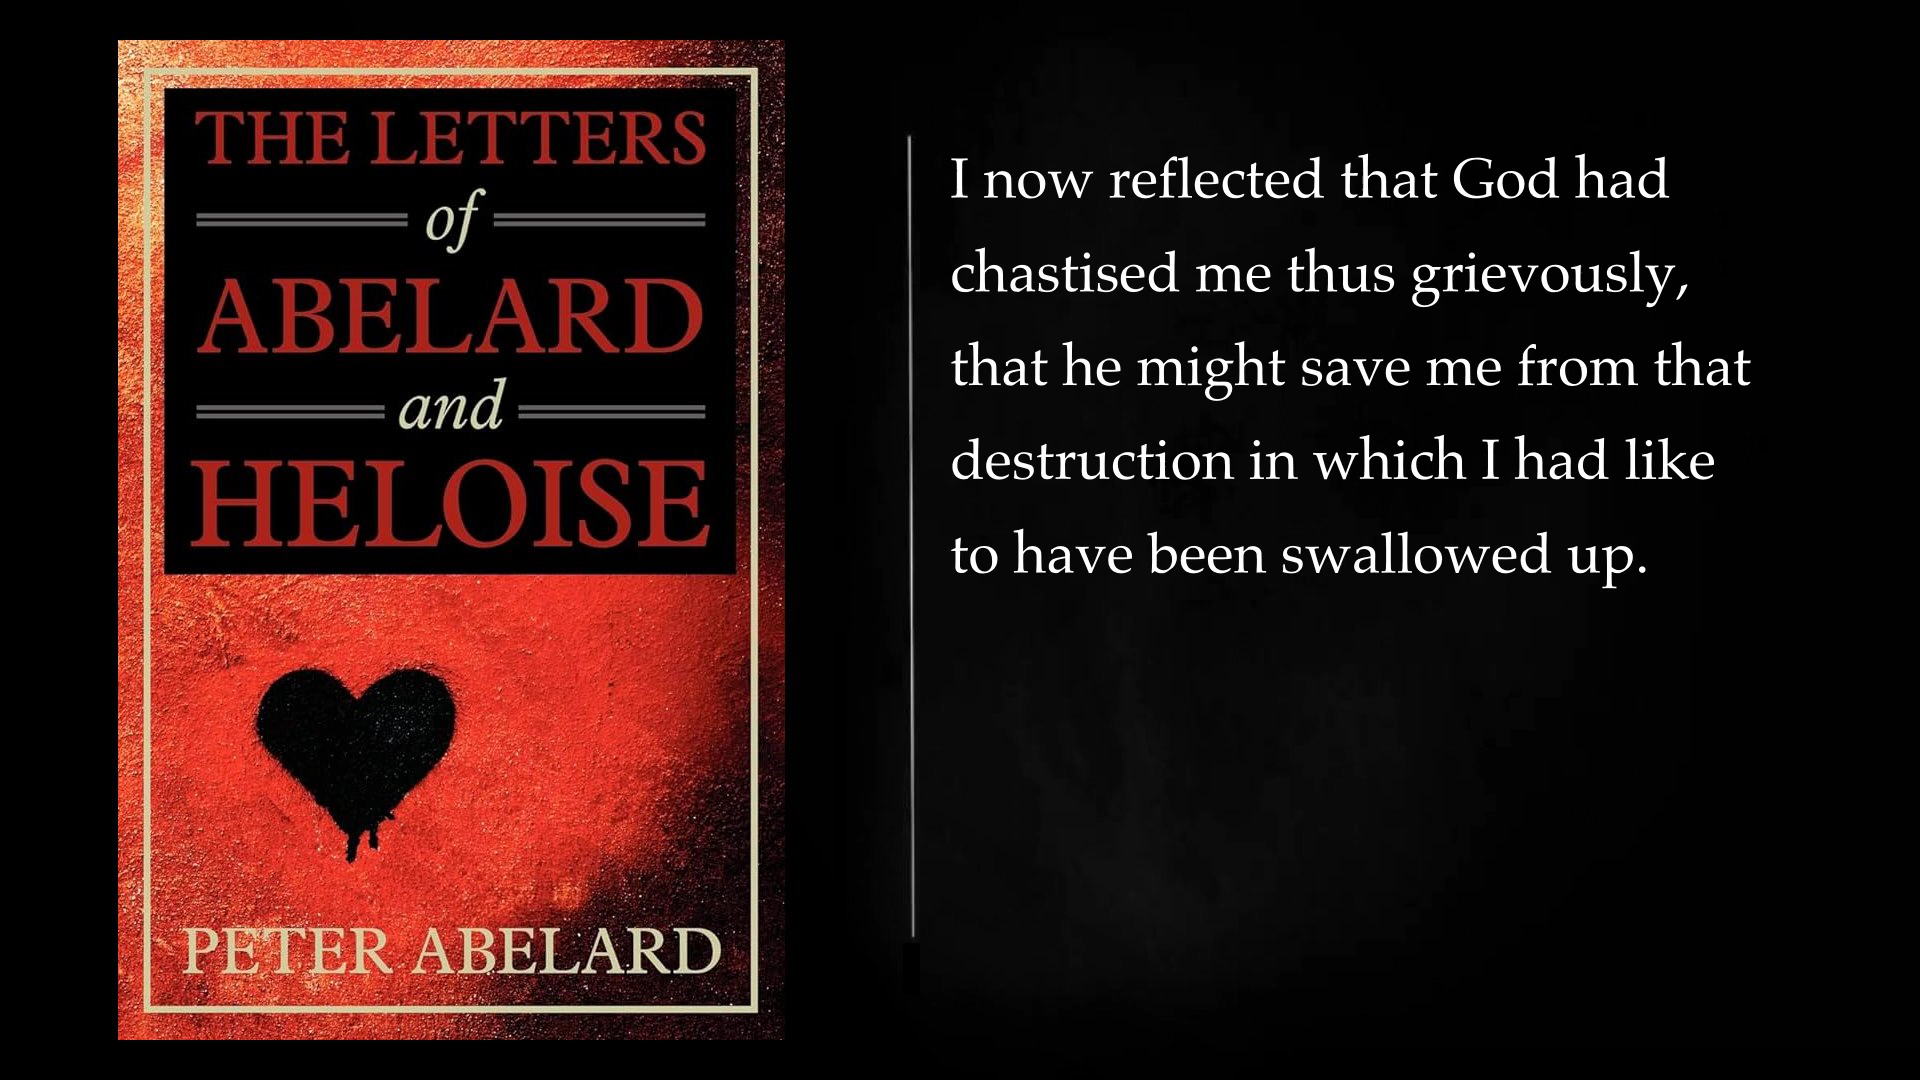 THE LETTERS
of
ABELARD
and
HELOISE
PETER ABELARD
I now reflected that God had
chastised me thus grievously,
that he might save me from that
destruction in which I had like
to have been swallowed up.